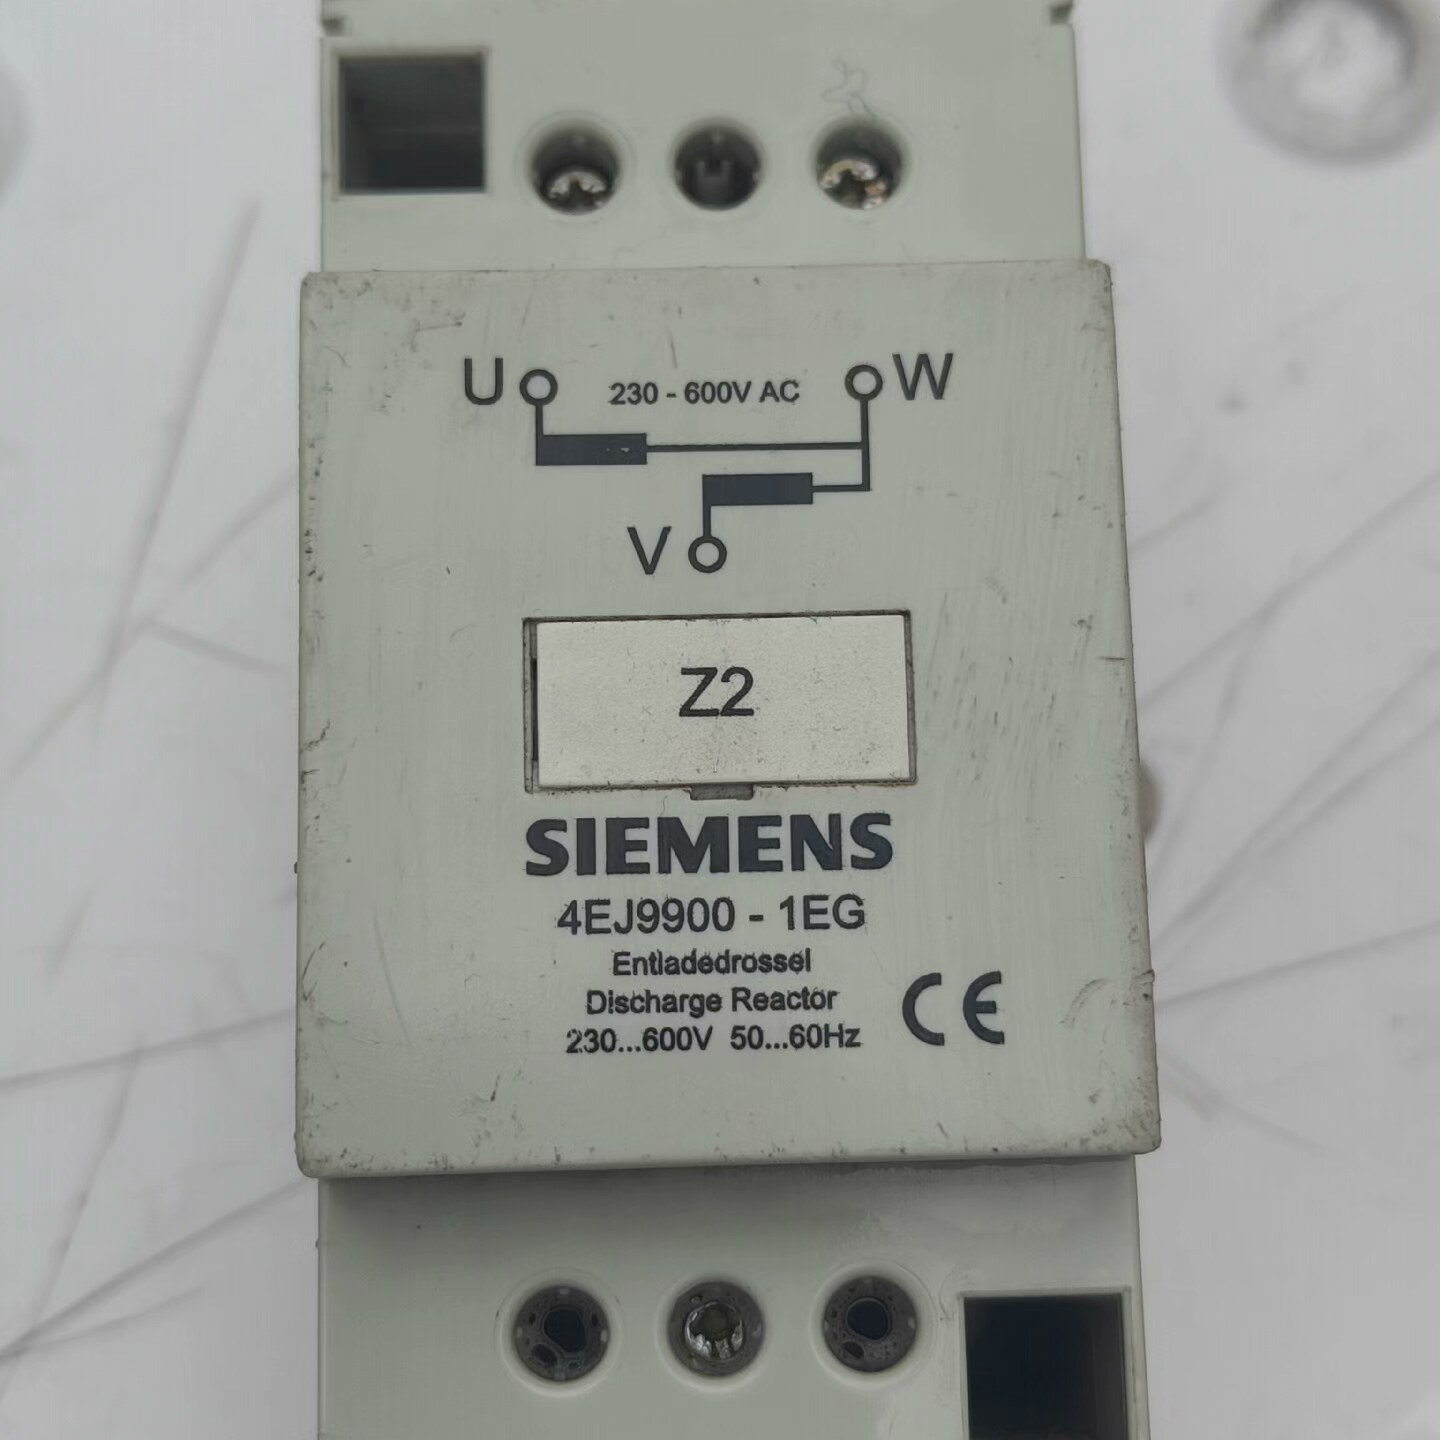 U 230 - 600V AC W
V
Z2
SIEMENS
4EJ9900 - 1EG
Entladedrossel
Discharge Reactor
230...600V 50...60Hz
CE